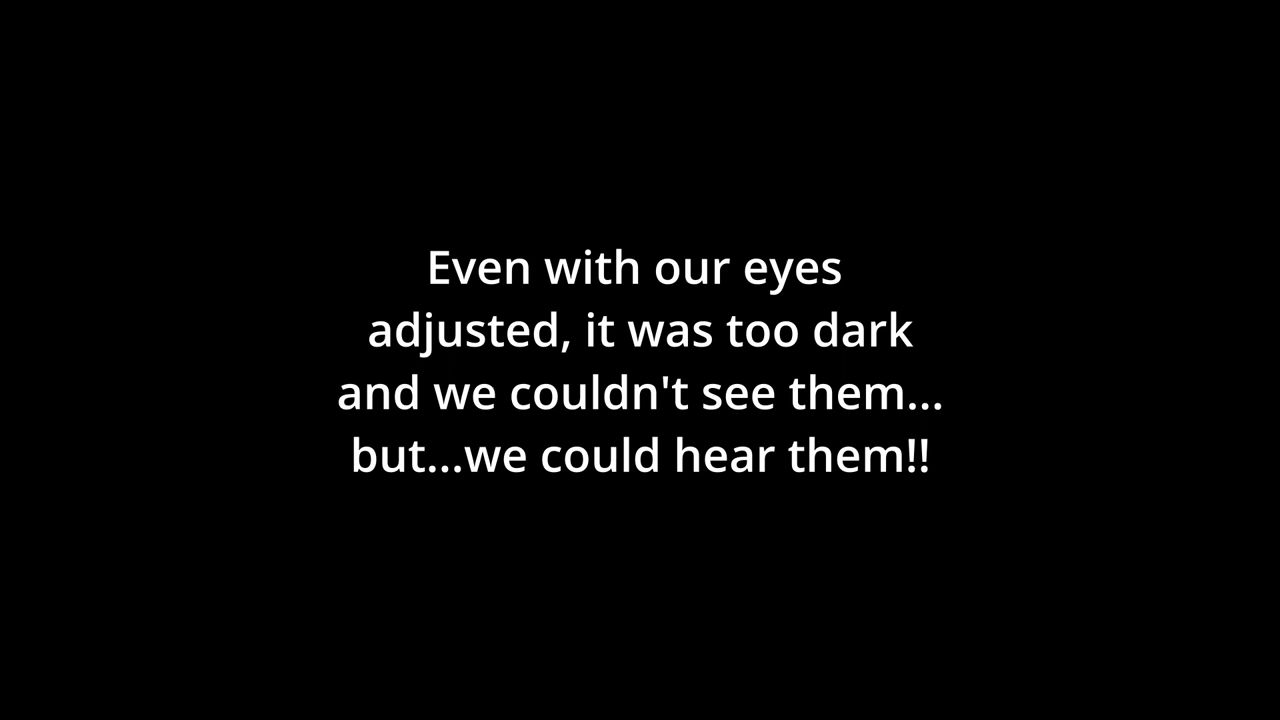 Even with our eyes
adjusted, it was too dark
and we couldn't see them...
but...we could hear them!!